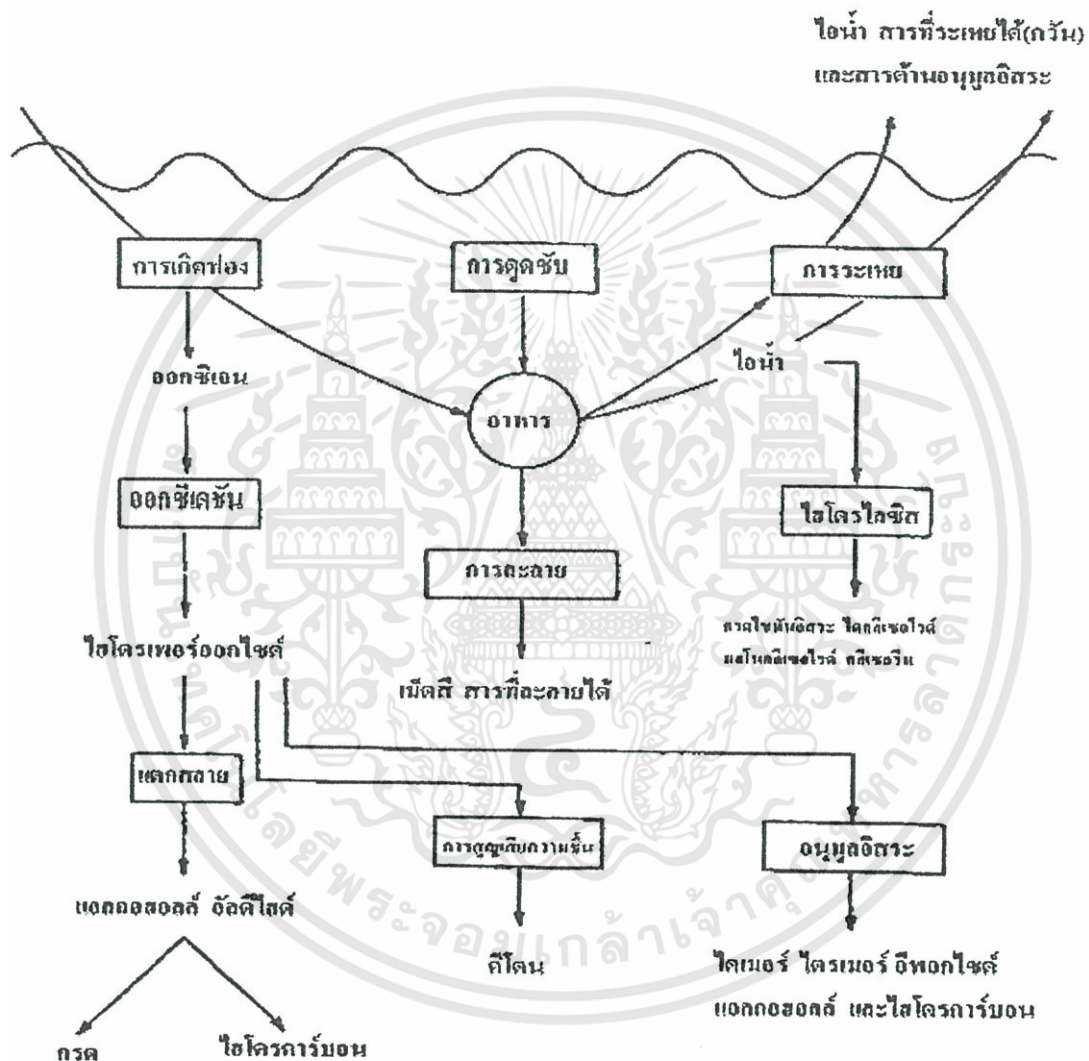 ไอน้ำ สารที่ระเหยได้(ควัน)
และสารต้านอนุมูลอิสระ
การเกิดฟอง
การดูดซับ
การระเหย
ออกซิเจน
ไอน้ำ
อาหาร
ออกซิเดชัน
ไฮโดรไลซิส
การละลาย
ไฮโดรเพอร์ออกไซด์
กรดไขมันอิสระ ไดกลีเซอไรด์
มอโนกลีเซอไรด์ กลีเซอรีน
เม็ดสี สารที่ละลายได้
แตกสลาย
การสูญเสียความชื้น
อนุมูลอิสระ
แอลกอฮอลล์ อัลดีไฮด์
คีโตน
ไดเมอร์ ไตรเมอร์ อีพอกไซด์
แอลกอฮอลล์ และไฮโดรคาร์บอน
กรด
ไฮโดรคาร์บอน